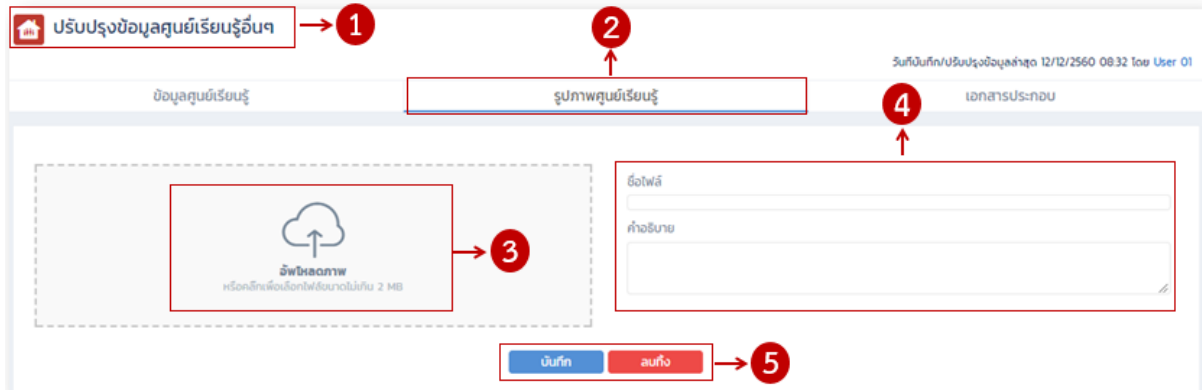 ปรับปรุงข้อมูลศูนย์เรียนรู้อื่นๆ 1
2
วันที่บันทึก/ปรับปรุงข้อมูลล่าสุด 12/12/2560 08:32 โดย User 01
ข้อมูลศูนย์เรียนรู้ รูปภาพศูนย์เรียนรู้ เอกสารประกอบ
4
ชื่อไฟล์
คำอธิบาย
3
อัพโหลดภาพ
หรือคลิ๊กเพื่อเลือกไฟล์ขนาดไม่เกิน 2 MB
บันทึก ลบทิ้ง 5